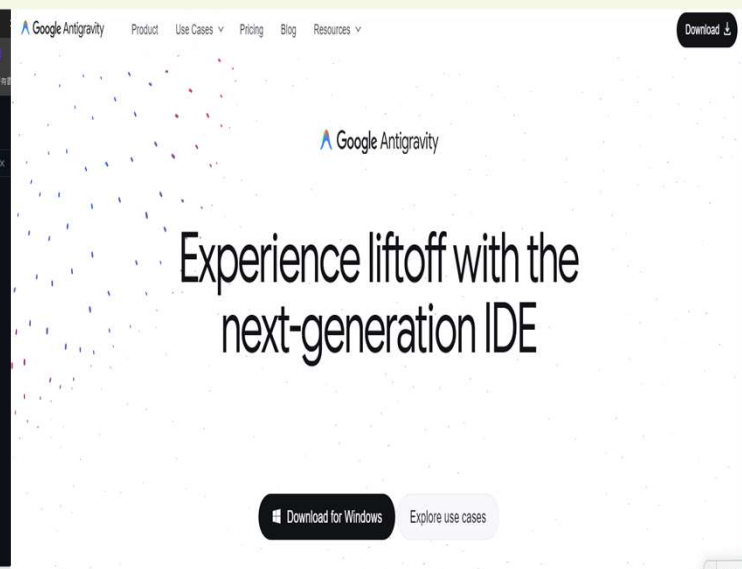 Google Antigravity
Product
Use Cases
Pricing
Blog
Resources
Download
Google Antigravity
Experience liftoff with the
next-generation IDE
Download for Windows
Explore use cases